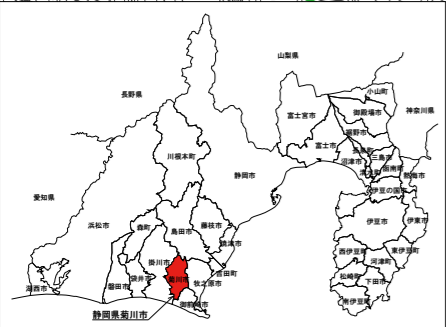 山梨県
長野県
小山町
神奈川県
御殿場市
富士宮市
裾野市
富士市
長泉町
三島市
沼津市
函南町
清水町
熱海市
川根本町
静岡市
伊豆の国市
愛知県
浜松市
森町
島田市
藤枝市
伊豆市
伊東市
焼津市
西伊豆町
東伊豆町
掛川市
吉田町
河津町
湖西市
磐田市
袋井市
菊川市
牧之原市
松崎町
下田市
御前崎市
南伊豆町
静岡県菊川市